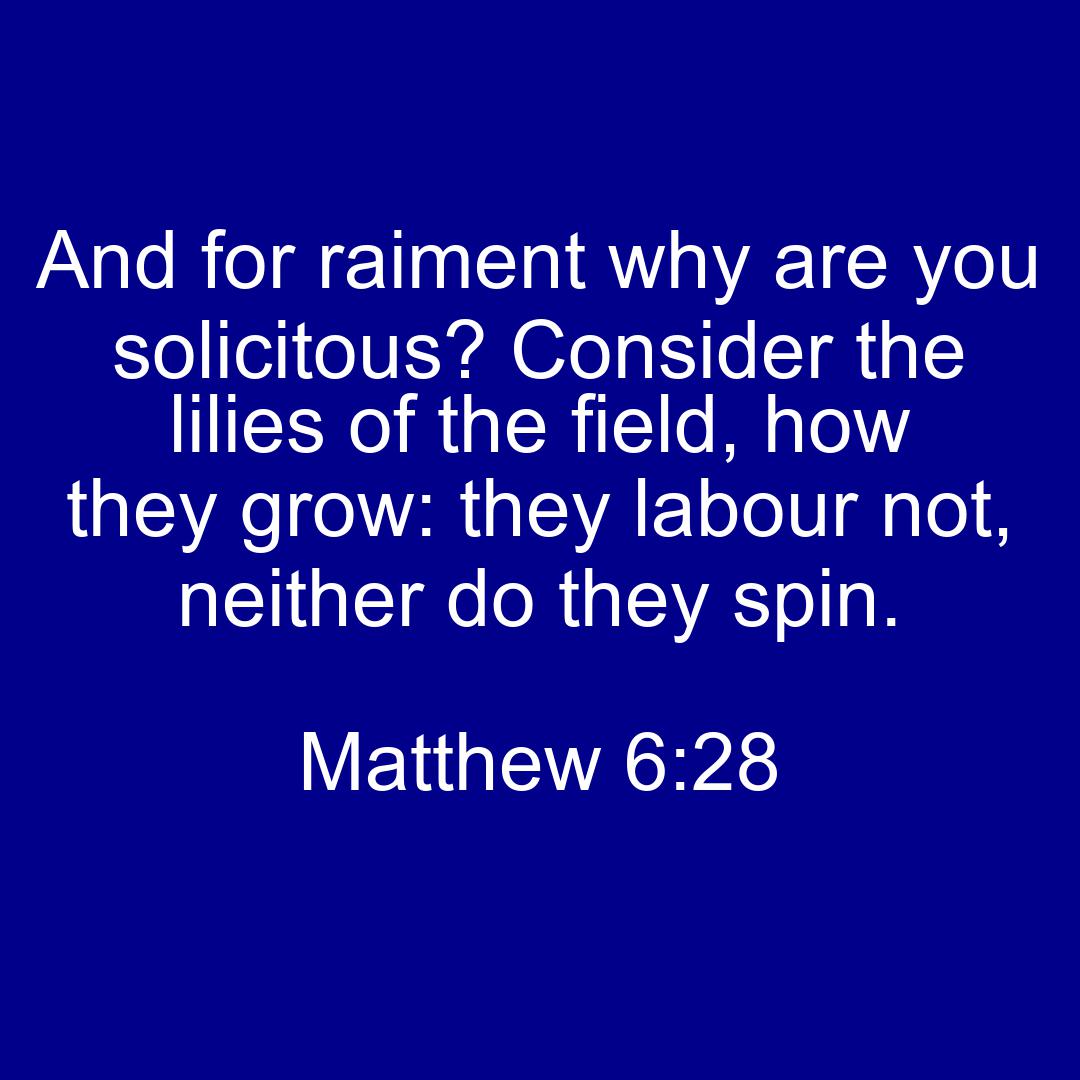 And for raiment why are you
solicitous? Consider the
lilies of the field, how
they grow: they labour not,
neither do they spin.
Matthew 6:28